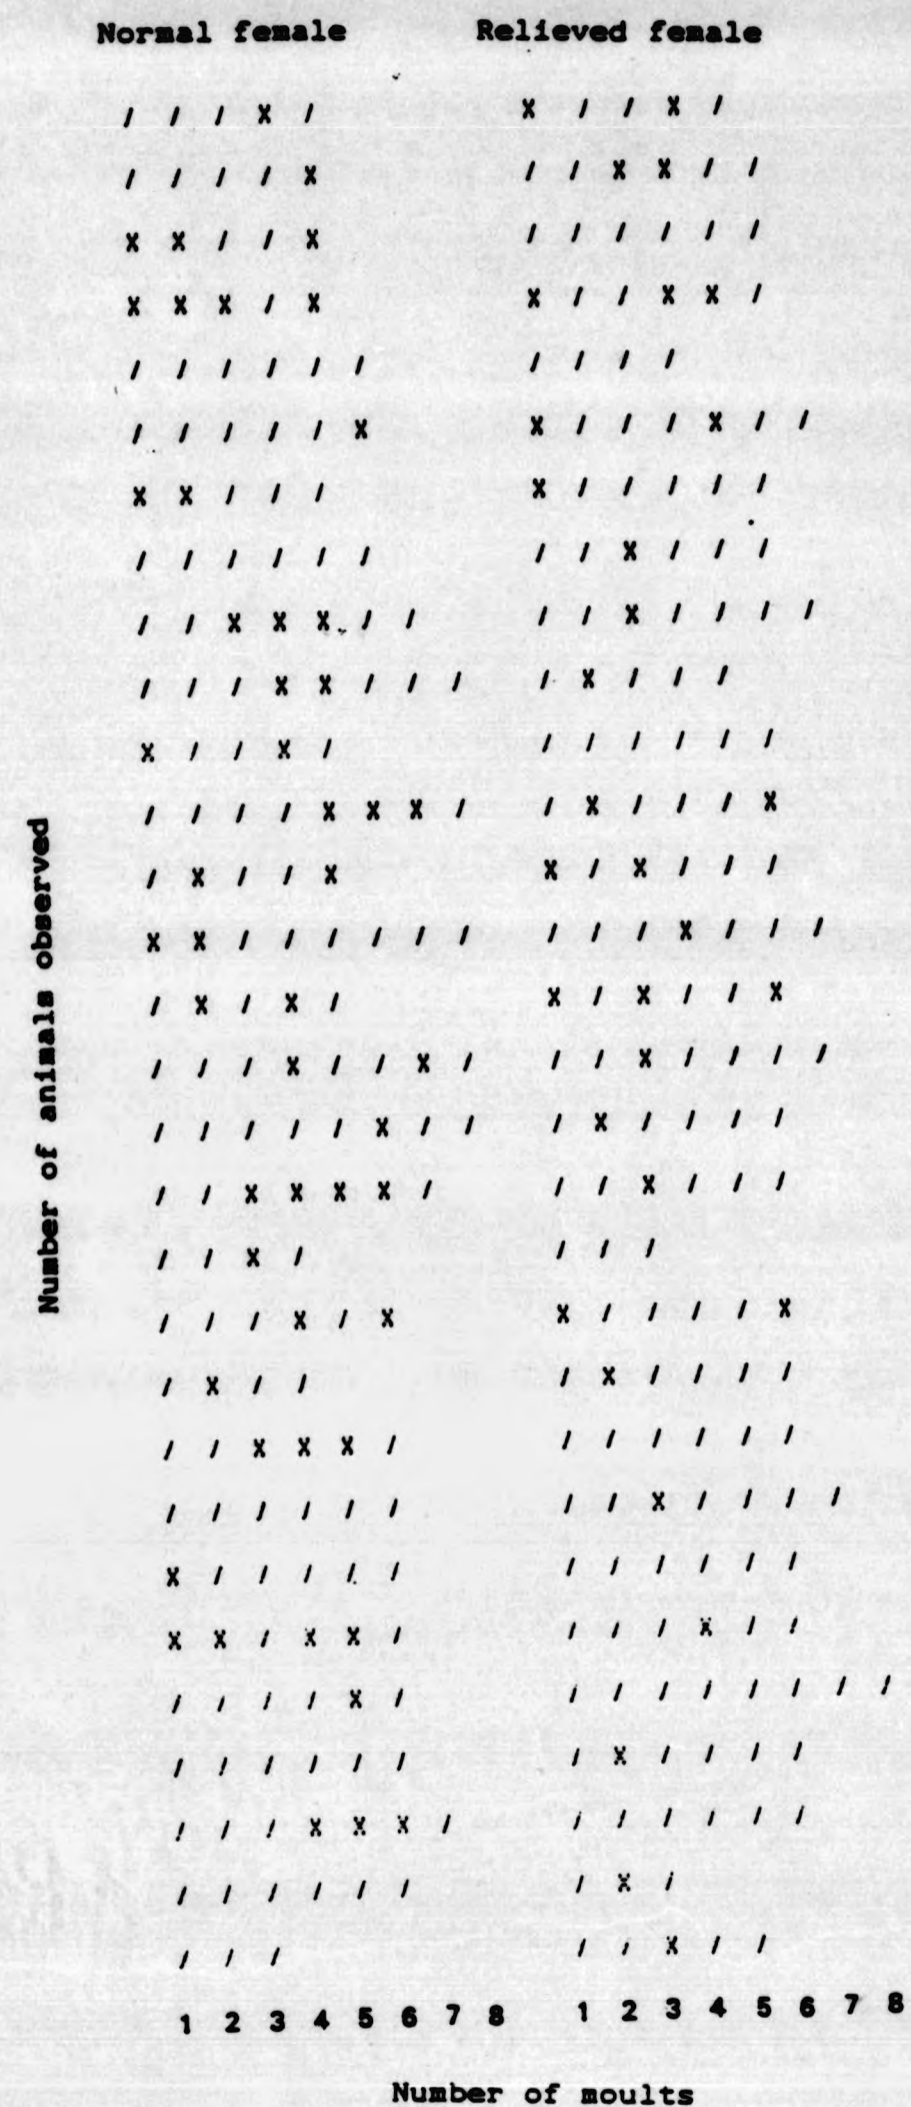 Normal female Relieved female
/ / / X / X / / X /
/ / / / X / / X X / /
X X / / X / / / / / /
X X X / X X / / X X /
/ / / / / / / / / /
/ / / / / X X / / / X / /
X X / / / X / / / / /
/ / / / / / / / X / / /
/ / X X X / / / / X / / / /
/ / / X X / / / / X / / /
X / / X / / / / / / /
/ / / / X X X / / X / / / X
/ X / / X X / X / / /
X X / / / / / / / / / X / / /
/ X / X / X / X / / X
/ / / X / / X / / / X / / / /
/ / / / / X / / / X / / / /
/ / X X X X / / / X / / /
/ / X / / / /
/ / / X / X X / / / / X
/ X / / / X / / / /
/ / X X X / / / / / / /
/ / / / / / / / X / / / /
X / / / / / / / / / / /
X X / X X / / / / X / /
/ / / / X / / / / / / / / /
/ / / / / / / X / / / /
/ / / X X X / / / / / / /
/ / / / / / / X /
/ / / / / X / /
1 2 3 4 5 6 7 8 1 2 3 4 5 6 7 8
Number of moults
Number of animals observed